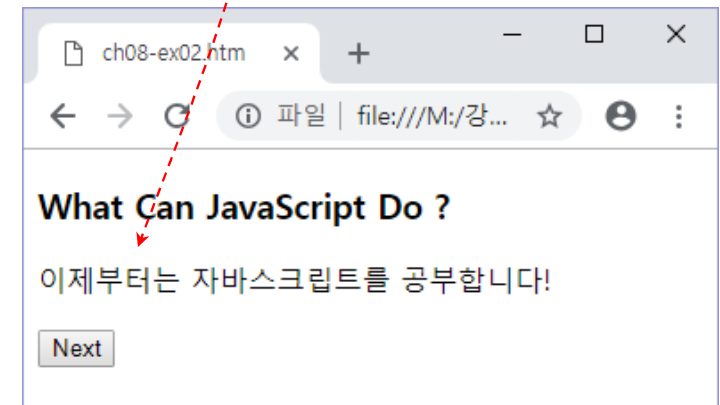 ch08-ex02.htm
파일 | file:///M:/강...
What Can JavaScript Do ?
이제부터는 자바스크립트를 공부합니다!
Next